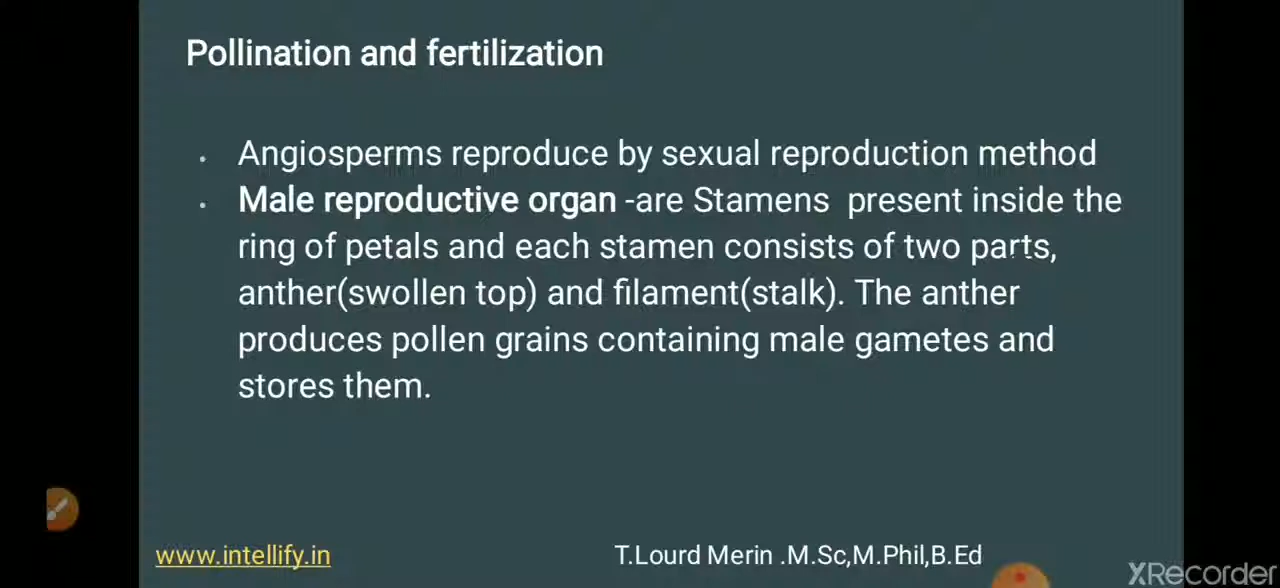 Pollination and fertilization
• Angiosperms reproduce by sexual reproduction method
• Male reproductive organ -are Stamens present inside the
ring of petals and each stamen consists of two parts,
anther(swollen top) and filament(stalk). The anther
produces pollen grains containing male gametes and
stores them.
www.intellify.in
T.Lourd Merin .M.Sc,M.Phil,B.Ed
XRecorder